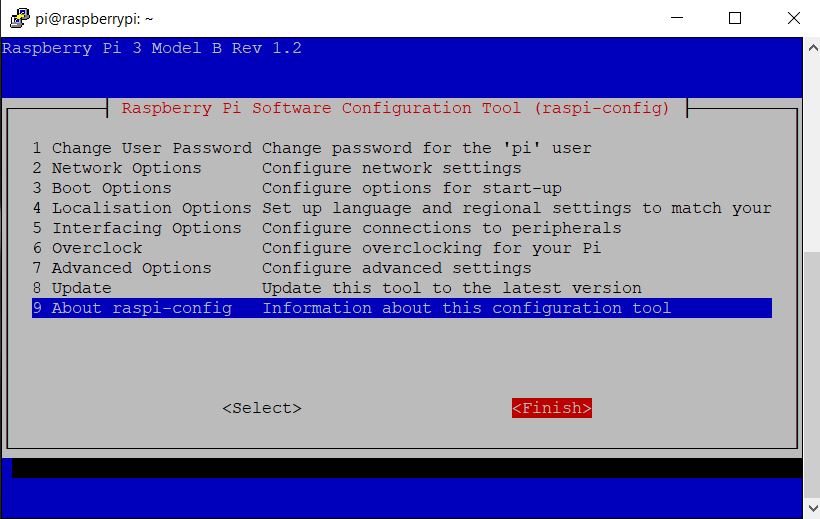 pi@raspberrypi: ~
Raspberry Pi 3 Model B Rev 1.2
Raspberry Pi Software Configuration Tool (raspi-config)
1 Change User Password Change password for the 'pi' user
2 Network Options Configure network settings
3 Boot Options Configure options for start-up
4 Localisation Options Set up language and regional settings to match your
5 Interfacing Options Configure connections to peripherals
6 Overclock Configure overclocking for your Pi
7 Advanced Options Configure advanced settings
8 Update Update this tool to the latest version
9 About raspi-config Information about this configuration tool
<Select> <Finish>